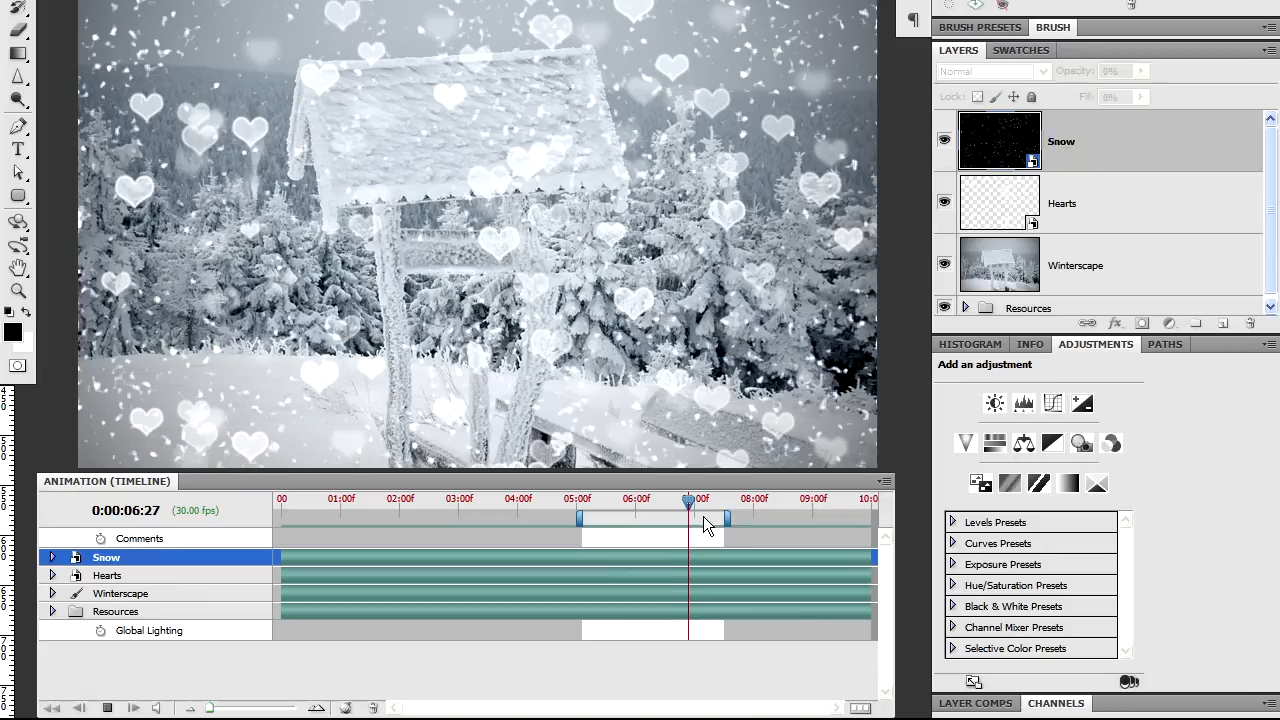 BRUSH PRESETS BRUSH
LAYERS SWATCHES
Normal Opacity: 0%
Lock: Fill: 0%
Snow
Hearts
Winterscape
Resources
HISTOGRAM INFO ADJUSTMENTS PATHS
Add an adjustment
Levels Presets
Curves Presets
Exposure Presets
Hue/Saturation Presets
Black & White Presets
Channel Mixer Presets
Selective Color Presets
LAYER COMPS CHANNELS
ANIMATION (TIMELINE)
0:00:06:27 (30.00 fps)
00 01:00f 02:00f 03:00f 04:00f 05:00f 06:00f 00f 08:00f 09:00f 10:0
Comments
Snow
Hearts
Winterscape
Resources
Global Lighting